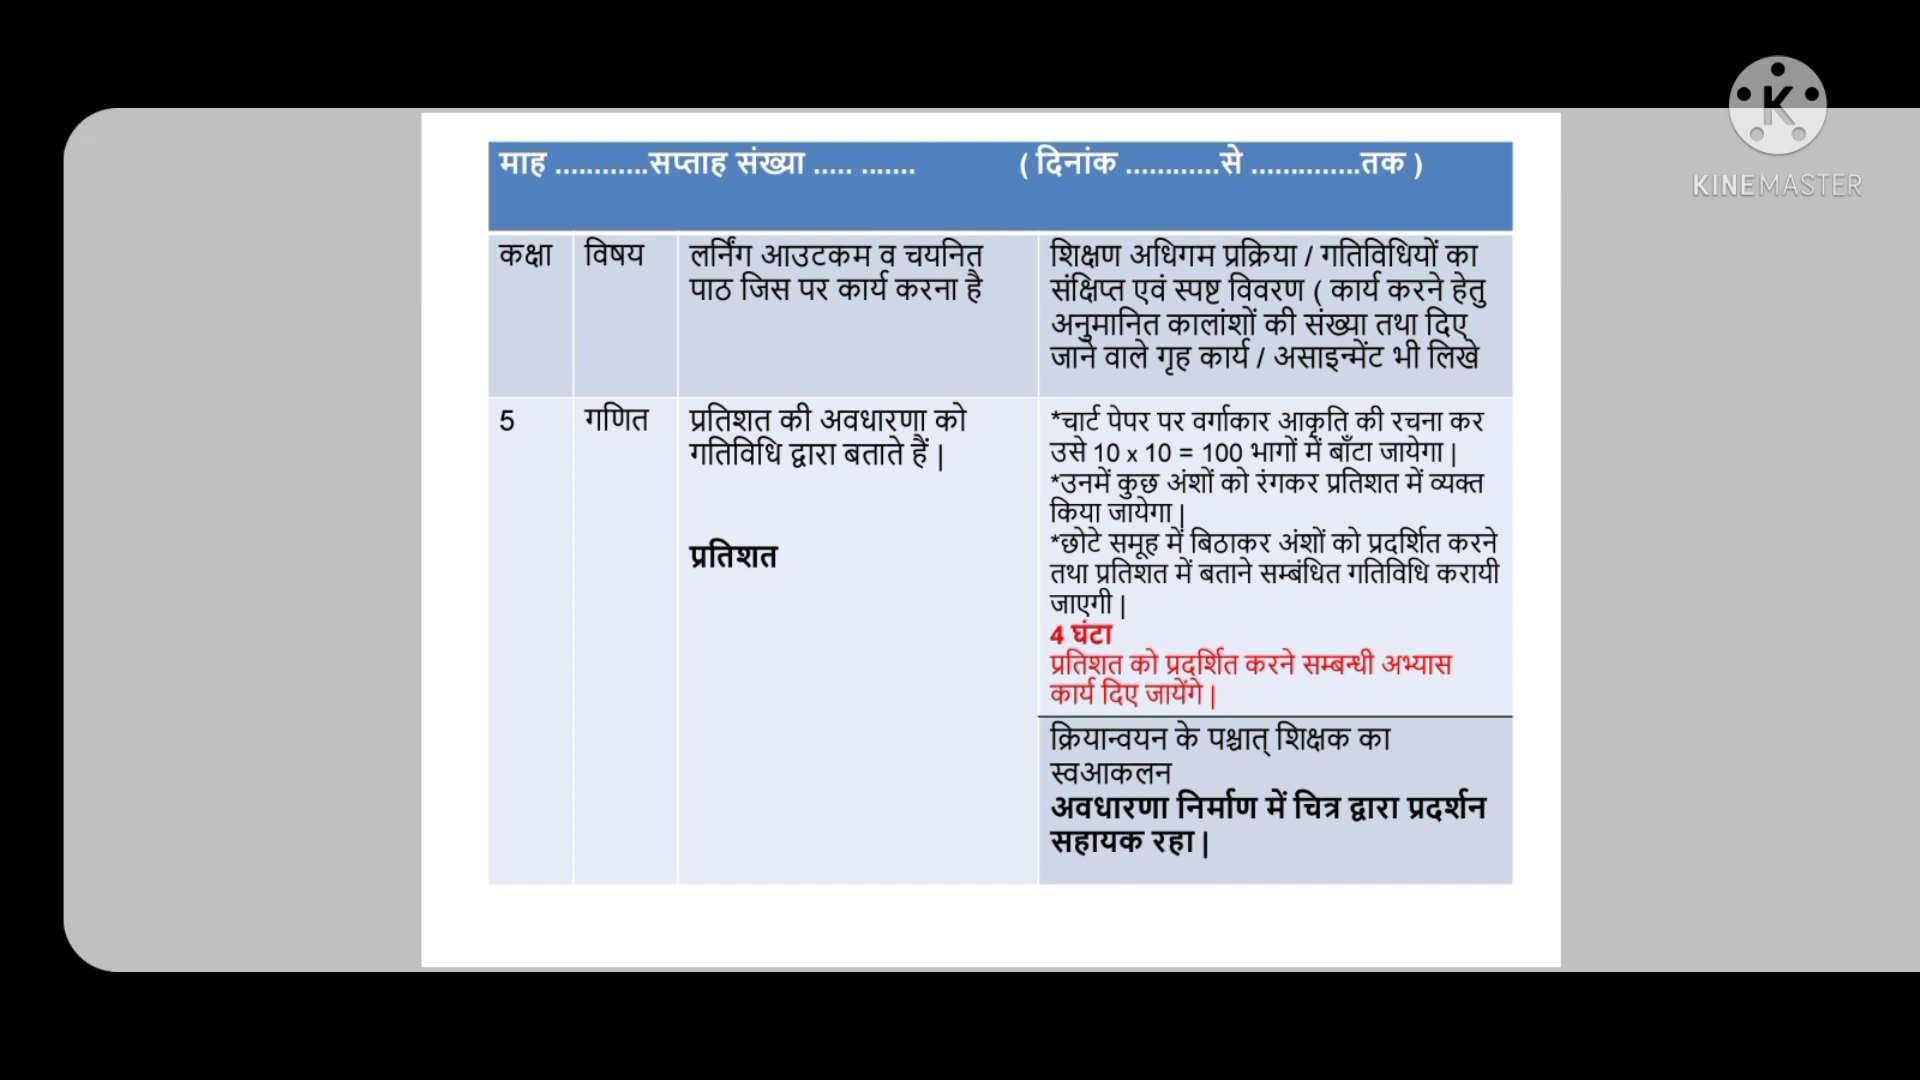 माह ............सप्ताह संख्या ..... ....... ( दिनांक ............से ..............तक )
कक्षा विषय लर्निंग आउटकम व चयनित
पाठ जिस पर कार्य करना है
शिक्षण अधिगम प्रक्रिया / गतिविधियों का
संक्षिप्त एवं स्पष्ट विवरण ( कार्य करने हेतु
अनुमानित कालांशों की संख्या तथा दिए
जाने वाले गृह कार्य / असाइन्मेंट भी लिखे
5 गणित प्रतिशत की अवधारणा को
गतिविधि द्वारा बताते हैं |
प्रतिशत
*चार्ट पेपर पर वर्गाकार आकृति की रचना कर
उसे 10 x 10 = 100 भागों में बाँटा जायेगा |
*उनमें कुछ अंशों को रंगकर प्रतिशत में व्यक्त
किया जायेगा |
*छोटे समूह में बिठाकर अंशों को प्रदर्शित करने
तथा प्रतिशत में बताने सम्बंधित गतिविधि करायी
जाएगी |
4 घंटा
प्रतिशत को प्रदर्शित करने सम्बन्धी अभ्यास
कार्य दिए जायेंगे |
क्रियान्वयन के पश्चात् शिक्षक का
स्वआकलन
अवधारणा निर्माण में चित्र द्वारा प्रदर्शन
सहायक रहा |
K
KINEMASTER